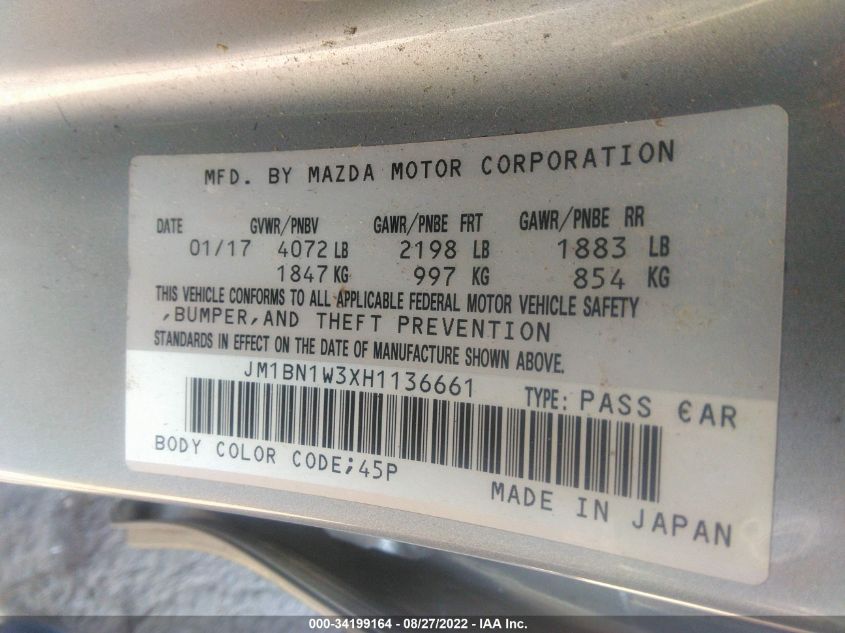 MFD. BY MAZDA MOTOR CORPORATION
DATE GVWR/PNBV GAWR/PNBE FRT GAWR/PNBE RR
01/17 4072 LB 2198 LB 1883 LB
1847 KG 997 KG 854 KG
THIS VEHICLE CONFORMS TO ALL APPLICABLE FEDERAL MOTOR VEHICLE SAFETY
,BUMPER,AND THEFT PREVENTION
STANDARDS IN EFFECT ON THE DATE OF MANUFACTURE SHOWN ABOVE.
JM1BN1W3XH1136661 TYPE: PASS CAR
BODY COLOR CODE;45P
MADE IN JAPAN
000-34199164 - 08/27/2022 - IAA Inc.